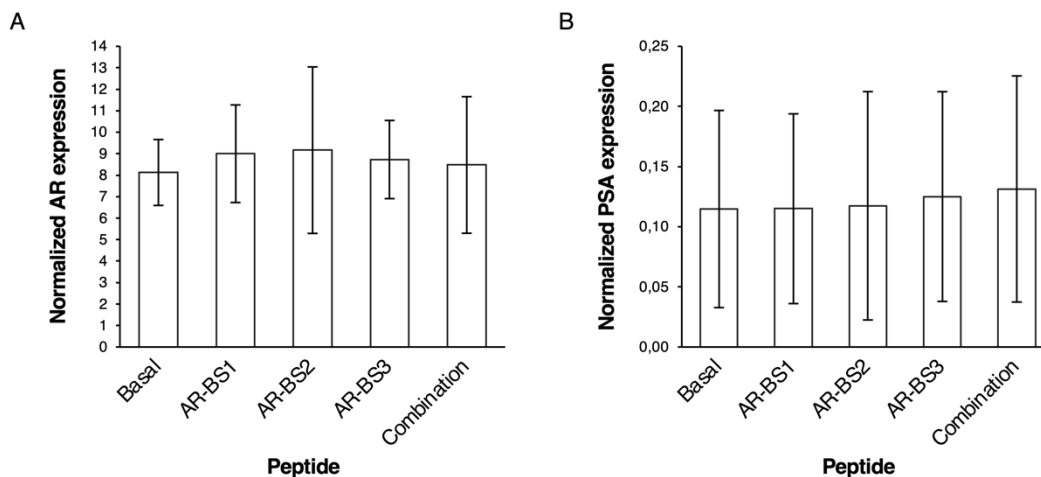 A
Normalized AR expression
14
13
12
11
10
9
8
7
6
5
4
3
2
1
0
Basal
AR-BS1
AR-BS2
AR-BS3
Combination
Peptide
B
Normalized PSA expression
0,25
0,20
0,15
0,10
0,05
0,00
Basal
AR-BS1
AR-BS2
AR-BS3
Combination
Peptide